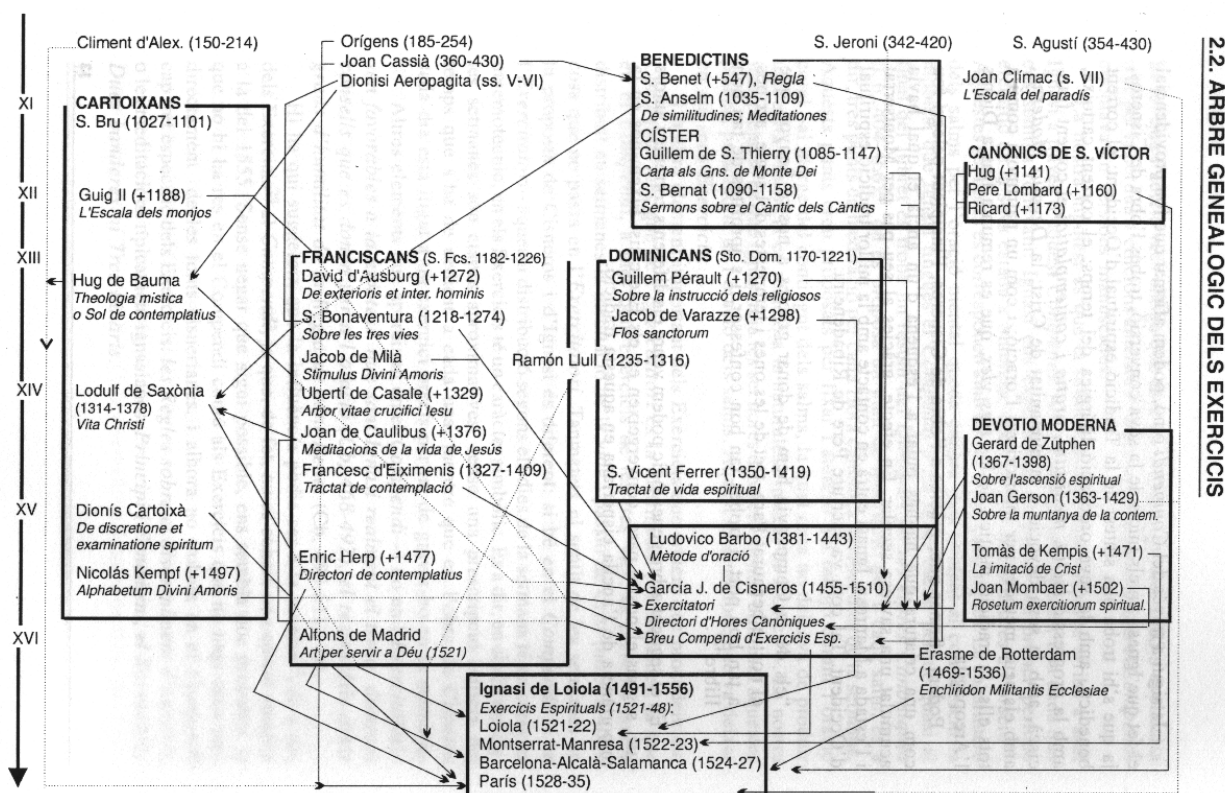 2.2. ARBRE GENEALOGIC DELS EXERCICIS
Climent d'Alex. (150-214)
Orígens (185-254)
Joan Cassià (360-430)
Dionisi Aeropagita (ss. V-VI)
S. Jeroni (342-420)
S. Agustí (354-430)
Joan Clímac (s. VII)
L'Escala del paradís
XI
XII
XIII
XIV
XV
XVI
CARTOIXANS
S. Bru (1027-1101)
Guig II (+1188)
L'Escala dels monjos
Hug de Bauma
Theologia mística
o Sol de contemplatius
Lodulf de Saxònia
(1314-1378)
Vita Christi
Dionís Cartoixà
De discretione et
examinatione spiritum
Nicolás Kempf (+1497)
Alphabetum Divini Amoris
BENEDICTINS
S. Benet (+547), Regla
S. Anselm (1035-1109)
De similitudines; Meditationes
CÍSTER
Guillem de S. Thierry (1085-1147)
Carta als Gns. de Monte Dei
S. Bernat (1090-1158)
Sermons sobre el Càntic dels Càntics
CANÒNICS DE S. VÍCTOR
Hug (+1141)
Pere Lombard (+1160)
Ricard (+1173)
FRANCISCANS (S. Fcs. 1182-1226)
David d'Ausburg (+1272)
De exterioris et inter. hominis
S. Bonaventura (1218-1274)
Sobre les tres vies
Jacob de Milà
Stimulus Divini Amoris
Ubertí de Casale (+1329)
Arbor vitae crucifici Iesu
Joan de Caulibus (+1376)
Meditacions de la vida de Jesús
Francesc d'Eiximenis (1327-1409)
Tractat de contemplació
Enric Herp (+1477)
Directori de contemplatius
Alfons de Madrid
Art per servir a Déu (1521)
Ramón Llull (1235-1316)
DOMINICANS (Sto. Dom. 1170-1221)
Guillem Pérault (+1270)
Sobre la instrucció dels religiosos
Jacob de Varazze (+1298)
Flos sanctorum
S. Vicent Ferrer (1350-1419)
Tractat de vida espiritual
Ludovico Barbo (1381-1443)
Mètode d'oració
García J. de Cisneros (1455-1510)
Exercitatori
Directori d'Hores Canòniques
Breu Compendi d'Exercicis Esp.
DEVOTIO MODERNA
Gerard de Zutphen
(1367-1398)
Sobre l'ascensió espiritual
Joan Gerson (1363-1429)
Sobre la muntanya de la contem.
Tomàs de Kempis (+1471)
La imitació de Crist
Joan Mombaer (+1502)
Rosetum exercitiorum spiritual.
Erasme de Rotterdam
(1469-1536)
Enchiridon Militantis Ecclesiae
Ignasi de Loiola (1491-1556)
Exercicis Espirituals (1521-48):
Loiola (1521-22)
Montserrat-Manresa (1522-23)
Barcelona-Alcalà-Salamanca (1524-27)
París (1528-35)